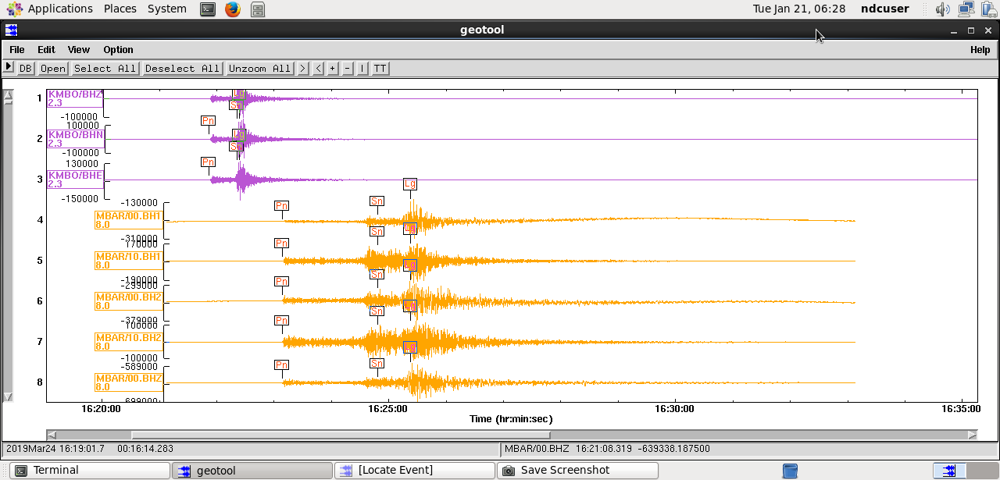 Applications Places System Tue Jan 21, 06:28 ndcuser
geotool
File Edit View Option Help
DB Open Select All Deselect All Unzoom All > < + - | TT
1 KMBO/BHZ Lg
2.3
-100000
100000 Pn
2 KMBO/BHN Lg
2.3
-100000
130000 Pn
3 KMBO/BHE
2.3 Lg
-150000
-130000 Pn Sn
4 MBAR/00.BH1
8.0 Lg
-310000 Sn
170000 Pn
5 MBAR/10.BH1
8.0 Lg
-190000 Sn
Pn
6 MBAR/00.BH2
8.0 Lg
-379000 Sn
100000 Pn
7 MBAR/10.BH2
8.0 Lg
-100000 Sn
-589000 Pn
8 MBAR/00.BHZ
8.0
16:20:00 16:25:00 16:30:00 16:35:00
Time (hr:min:sec)
2019Mar24 16:19:01.7 00:16:14.283 MBAR/00.BHZ 16:21:08.319 -639338.187500
Terminal geotool [Locate Event] Save Screenshot